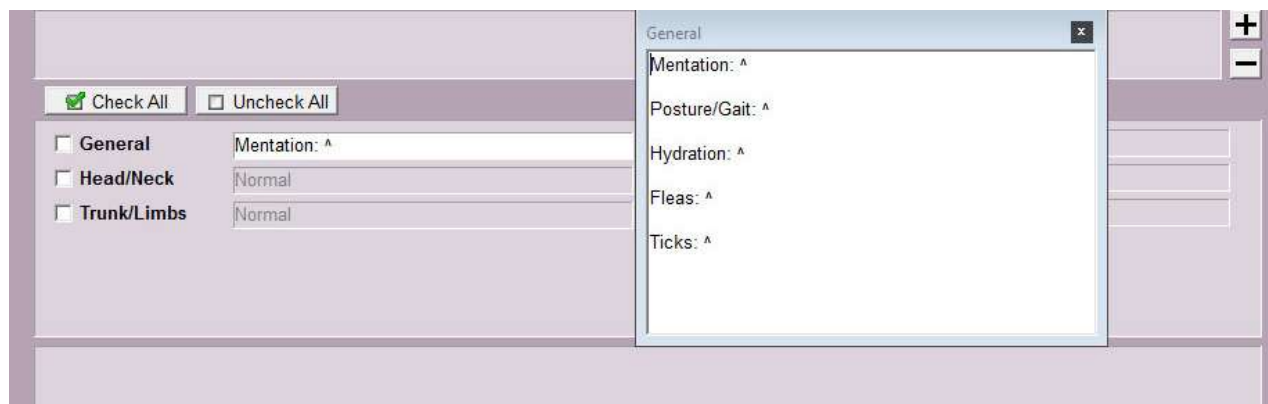 General
Mentation: ^
Posture/Gait: ^
Hydration: ^
Fleas: ^
Ticks: ^
Check All
Uncheck All
General
Mentation: ^
Head/Neck
Normal
Trunk/Limbs
Normal